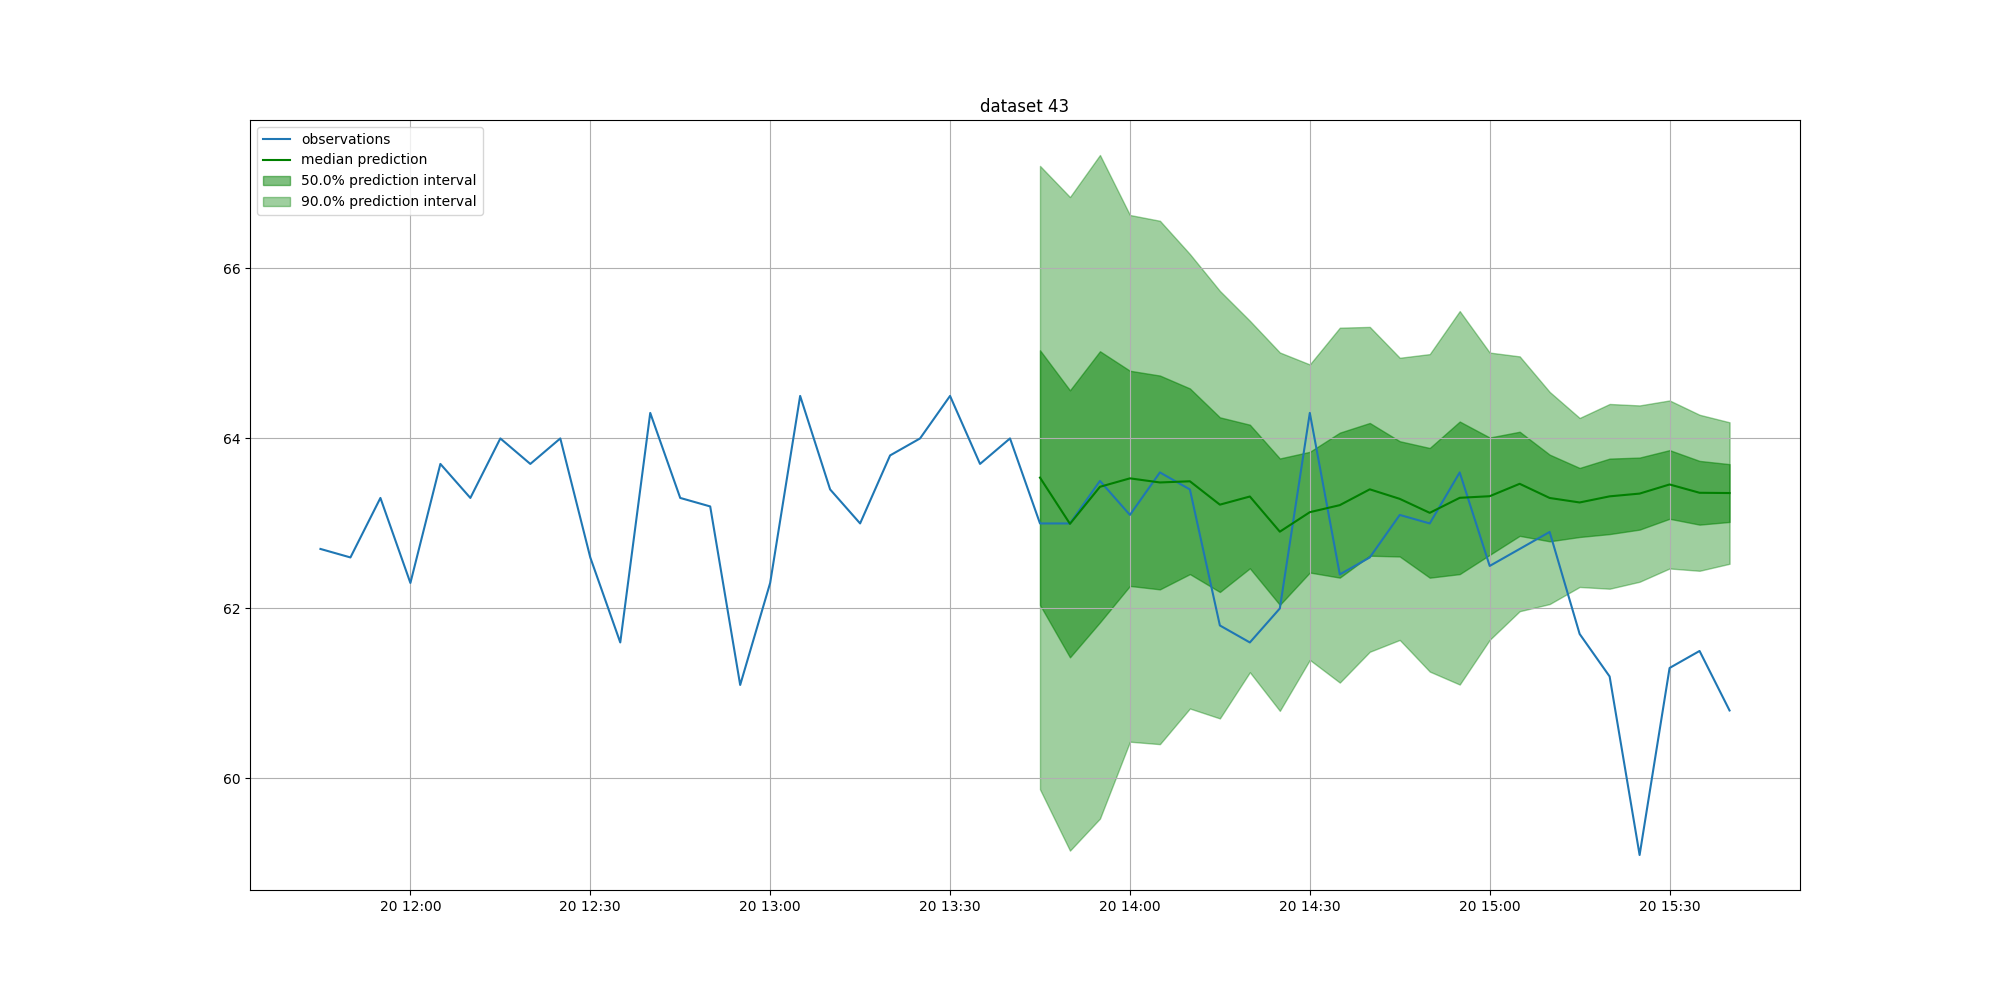 dataset 43
observations
median prediction
50.0% prediction interval
90.0% prediction interval
66
64
62
60
20 12:00 20 12:30 20 13:00 20 13:30 20 14:00 20 14:30 20 15:00 20 15:30